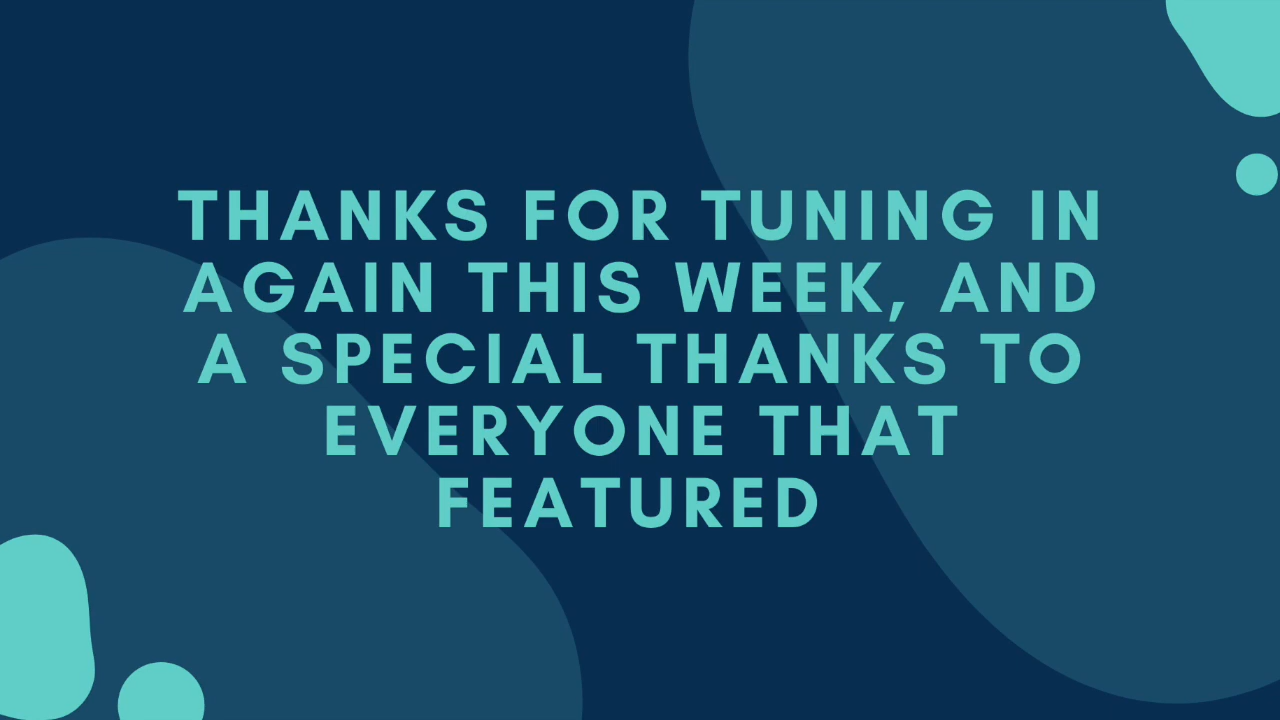 THANKS FOR TUNING IN
AGAIN THIS WEEK, AND
A SPECIAL THANKS TO
EVERYONE THAT
FEATURED